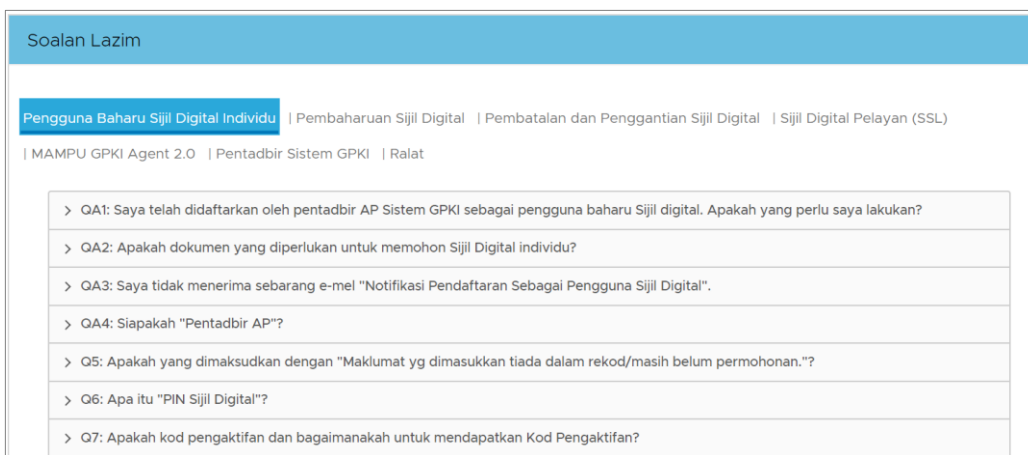 Soalan Lazim
Pengguna Baharu Sijil Digital Individu | Pembaharuan Sijil Digital | Pembatalan dan Penggantian Sijil Digital | Sijil Digital Pelayan (SSL)
| MAMPU GPKI Agent 2.0 | Pentadbir Sistem GPKI | Ralat
> QA1: Saya telah didaftarkan oleh pentadbir AP Sistem GPKI sebagai pengguna baharu Sijil digital. Apakah yang perlu saya lakukan?
> QA2: Apakah dokumen yang diperlukan untuk memohon Sijil Digital individu?
> QA3: Saya tidak menerima sebarang e-mel "Notifikasi Pendaftaran Sebagai Pengguna Sijil Digital".
> QA4: Siapakah "Pentadbir AP"?
> Q5: Apakah yang dimaksudkan dengan "Maklumat yg dimasukkan tiada dalam rekod/masih belum permohonan."?
> Q6: Apa itu "PIN Sijil Digital"?
> Q7: Apakah kod pengaktifan dan bagaimanakah untuk mendapatkan Kod Pengaktifan?